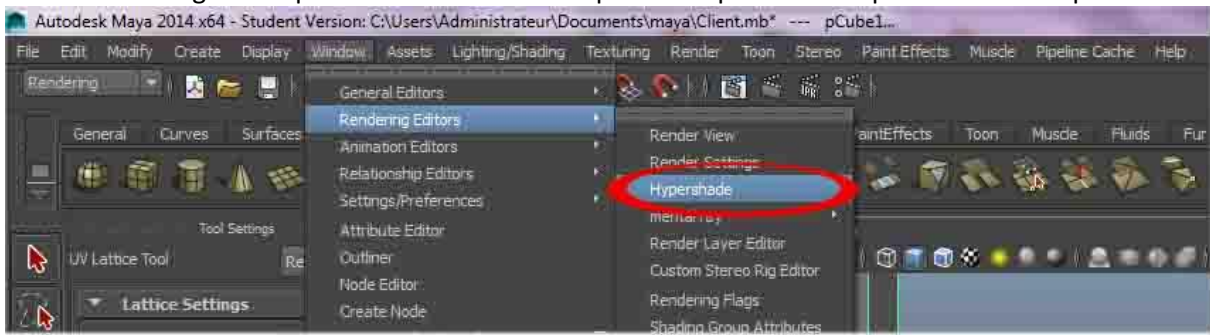 Autodesk Maya 2014 x64 - Student Version: C:\Users\Administrateur\Documents\maya\Client.mb* --- pCube1...
File Edit Modify Create Display Window Assets Lighting/Shading Texturing Render Toon Stereo Paint Effects Muscle Pipeline Cache Help
Rendering
General Editors
Rendering Editors
Animation Editors
Relationship Editors
Settings/Preferences
Attribute Editor
Outliner
Node Editor
Create Node
Render View
Render Settings
Hypershade
mental ray
Render Layer Editor
Custom Stereo Rig Editor
Rendering Flags
Shading Group Attributes
General Curves Surfaces
aintEffects Toon Muscle Fluids Fur
Tool Settings
UV Lattice Tool Re
Lattice Settings